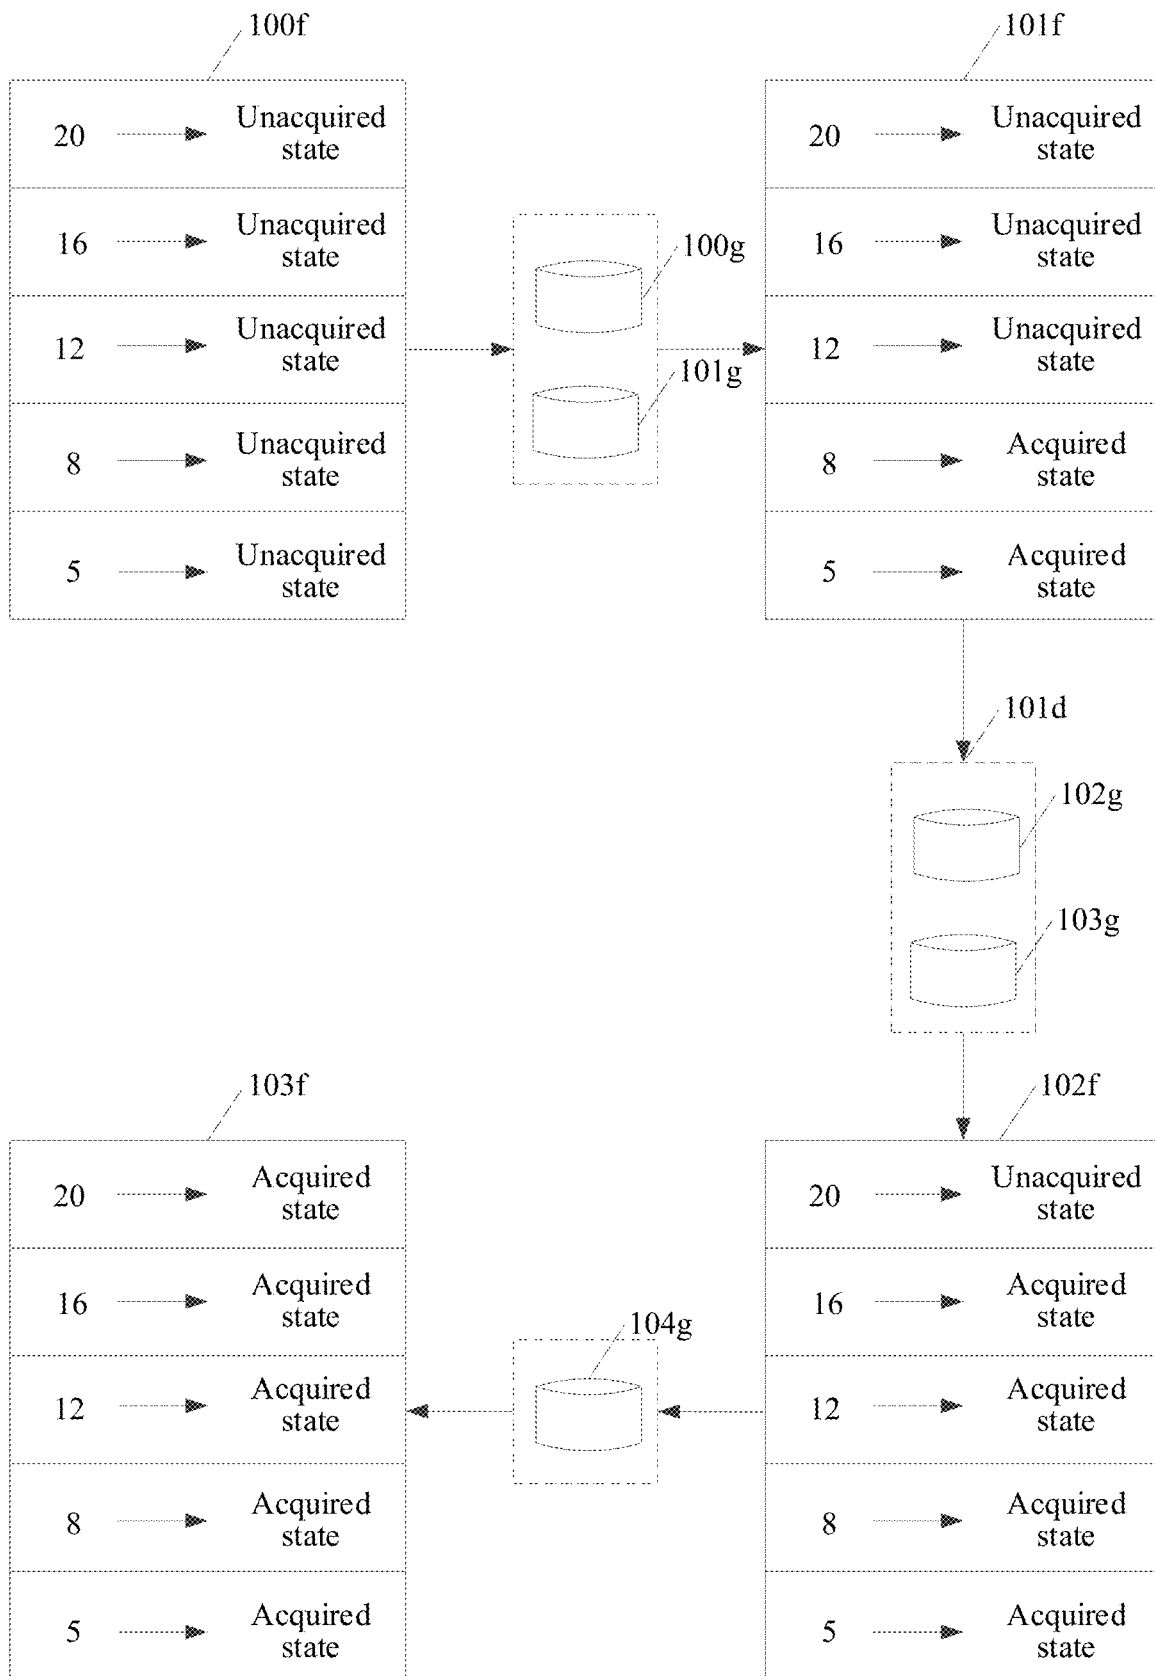 100f
20
Unacquired
state
16
Unacquired
state
12
Unacquired
state
8
Unacquired
state
5
Unacquired
state
100g
101g
101f
20
Unacquired
state
16
Unacquired
state
12
Unacquired
state
8
Acquired
state
5
Acquired
state
101d
102g
103g
102f
20
Unacquired
state
16
Acquired
state
12
Acquired
state
8
Acquired
state
5
Acquired
state
104g
103f
20
Acquired
state
16
Acquired
state
12
Acquired
state
8
Acquired
state
5
Acquired
state